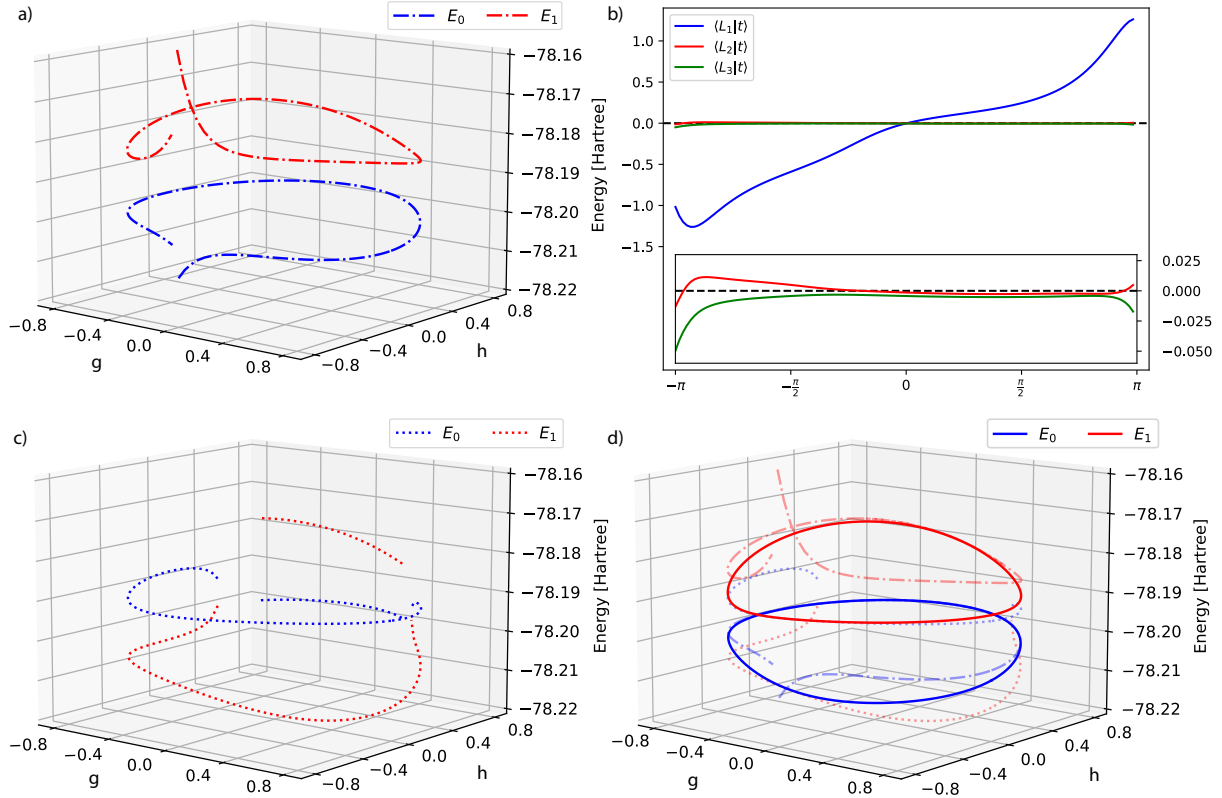 a)
E₀ E₁
−78.16
−78.17
−78.18
−78.19
−78.20
−78.21
−78.22
Energy [Hartree]
−0.8 −0.4 0.0 0.4 0.8
g
−0.8 −0.4 0.0 0.4 0.8
h
b)
⟨L₁|t⟩
⟨L₂|t⟩
⟨L₃|t⟩
1.0
0.5
0.0
−0.5
−1.0
−1.5
0.025
0.000
−0.025
−0.050
−π −π/2 0 π/2 π
c)
E₀ E₁
−78.16
−78.17
−78.18
−78.19
−78.20
−78.21
−78.22
Energy [Hartree]
−0.8 −0.4 0.0 0.4 0.8
g
−0.8 −0.4 0.0 0.4 0.8
h
d)
E₀ E₁
−78.16
−78.17
−78.18
−78.19
−78.20
−78.21
−78.22
Energy [Hartree]
−0.8 −0.4 0.0 0.4 0.8
g
−0.8 −0.4 0.0 0.4 0.8
h